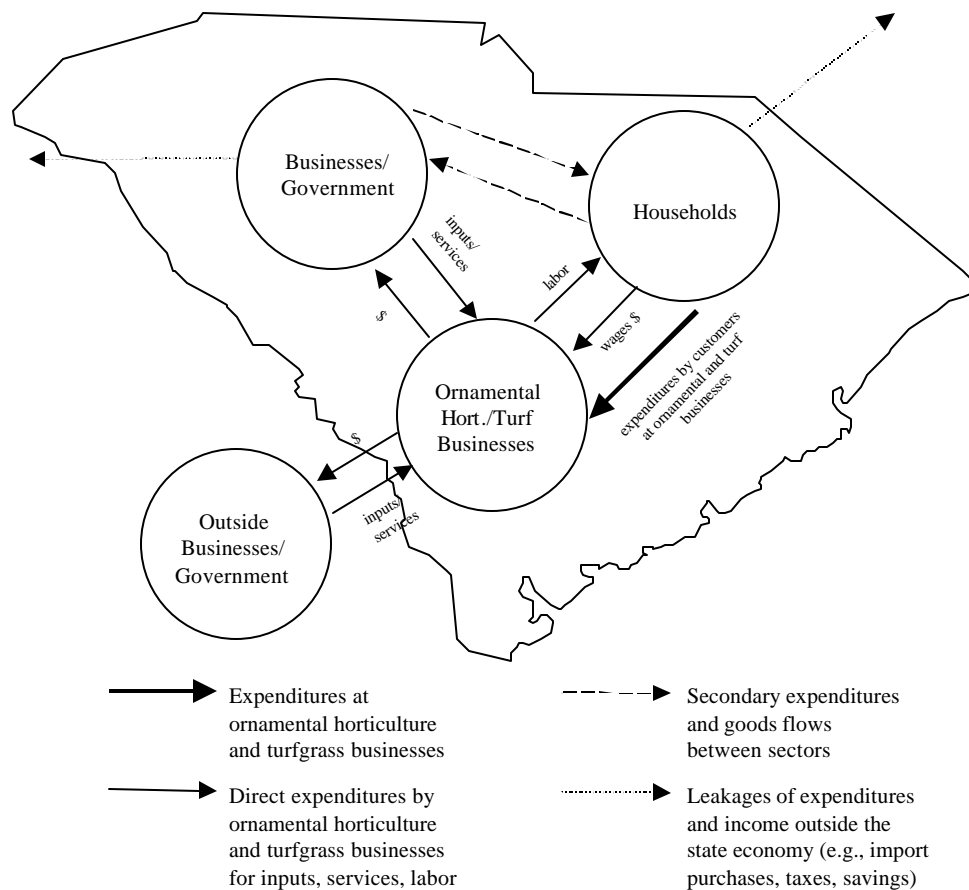 Businesses/
Government
Households
inputs/
services
labor
$
wages $
expenditures by customers
at ornamental and turf
businesses
Ornamental
Hort./Turf
Businesses
$
inputs/
services
Outside
Businesses/
Government
Expenditures at
ornamental horticulture
and turfgrass businesses
Secondary expenditures
and goods flows
between sectors
Direct expenditures by
ornamental horticulture
and turfgrass businesses
for inputs, services, labor
Leakages of expenditures
and income outside the
state economy (e.g., import
purchases, taxes, savings)